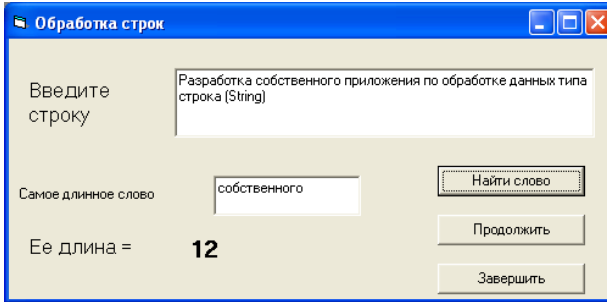 Обработка строк
Введите
строку
Разработка собственного приложения по обработке данных типа
строка (String)
Самое длинное слово
собственного
Найти слово
Ее длина =
12
Продолжить
Завершить